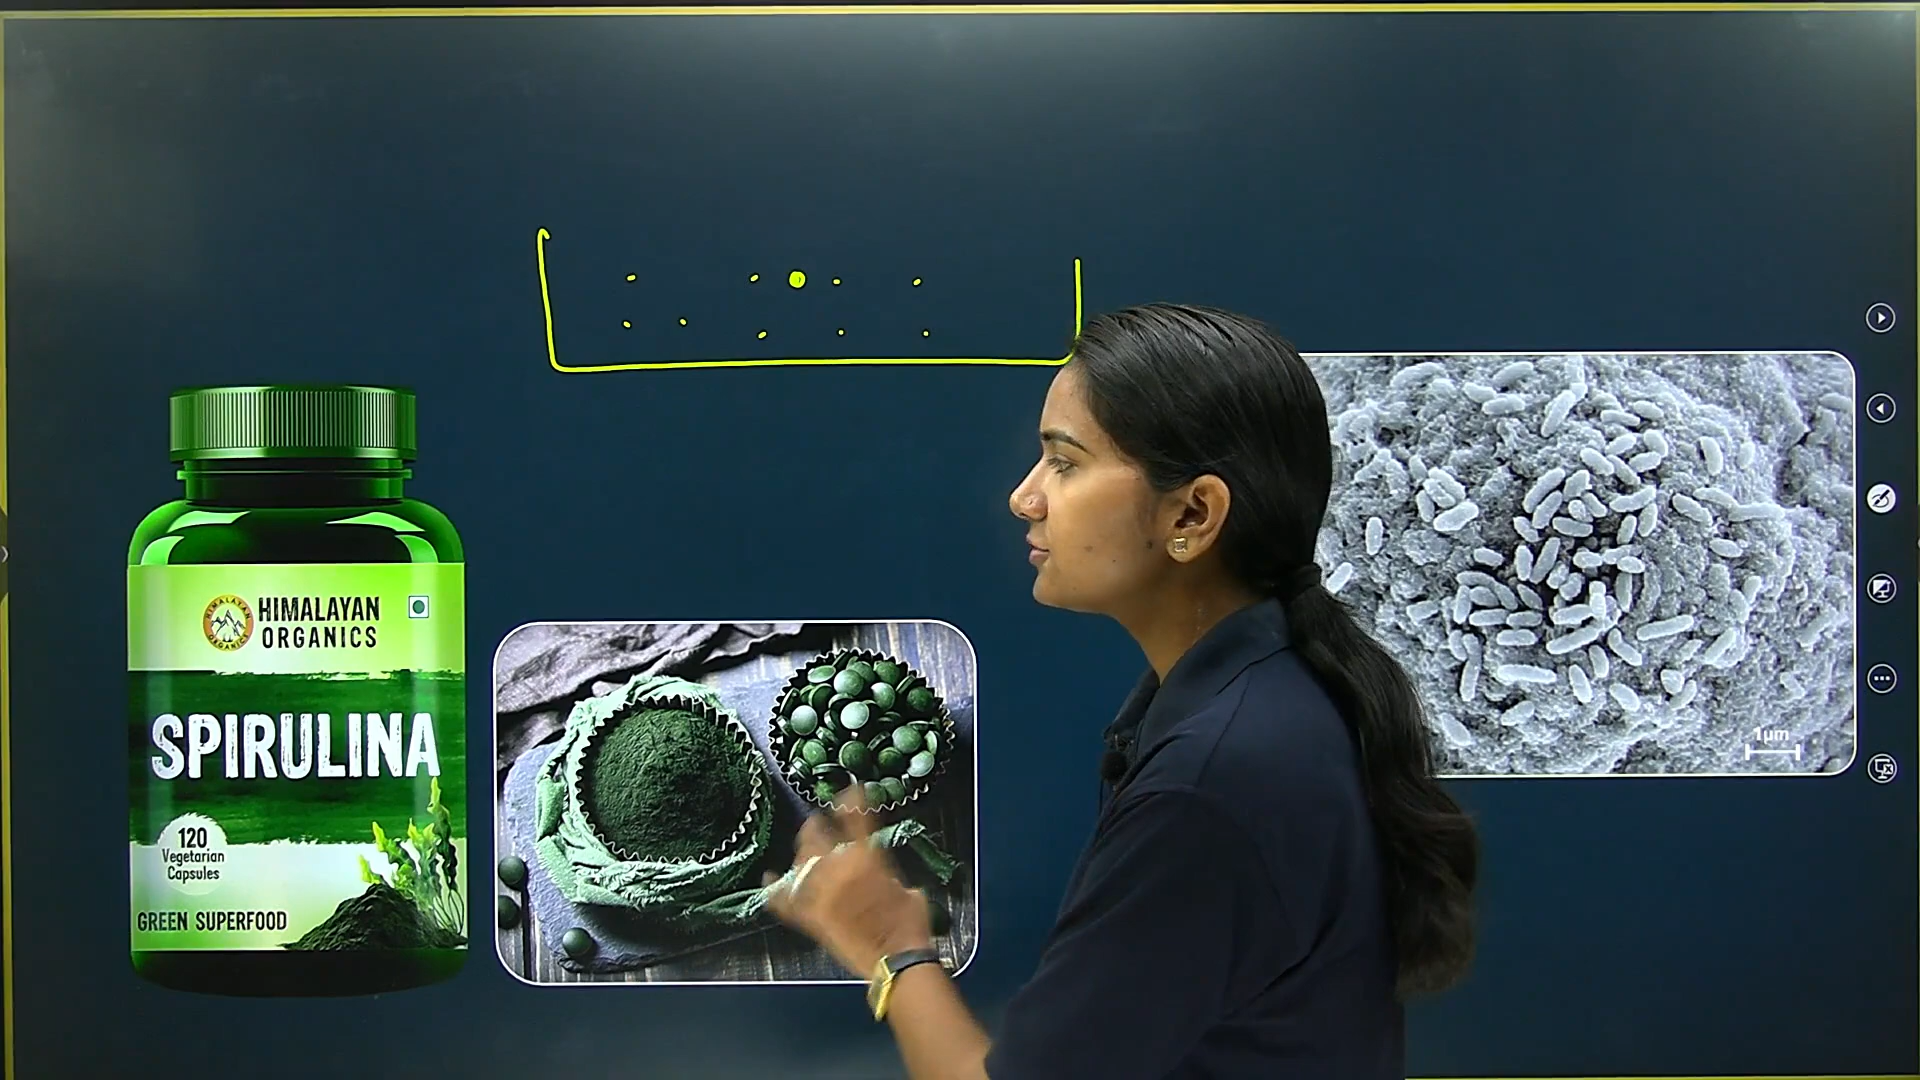 HIMALAYAN
ORGANICS
SPIRULINA
120
Vegetarian
Capsules
GREEN SUPERFOOD
1µm